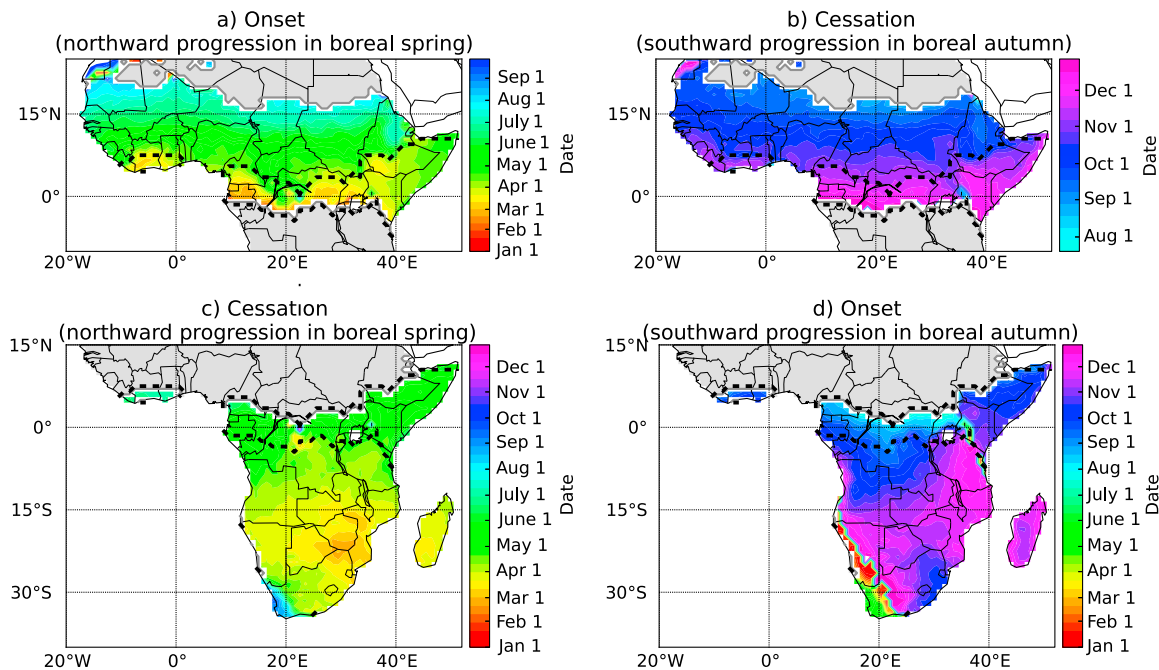 a) Onset
(northward progression in boreal spring)
15°N
0°
20°W
0°
20°E
40°E
Sep 1
Aug 1
July 1
June 1
May 1
Apr 1
Mar 1
Feb 1
Jan 1
Date
b) Cessation
(southward progression in boreal autumn)
15°N
0°
20°W
0°
20°E
40°E
Dec 1
Nov 1
Oct 1
Sep 1
Aug 1
Date
c) Cessation
(northward progression in boreal spring)
15°N
0°
15°S
30°S
20°W
0°
20°E
40°E
Dec 1
Nov 1
Oct 1
Sep 1
Aug 1
July 1
June 1
May 1
Apr 1
Mar 1
Feb 1
Jan 1
Date
d) Onset
(southward progression in boreal autumn)
15°N
0°
15°S
30°S
20°W
0°
20°E
40°E
Dec 1
Nov 1
Oct 1
Sep 1
Aug 1
July 1
June 1
May 1
Apr 1
Mar 1
Feb 1
Jan 1
Date